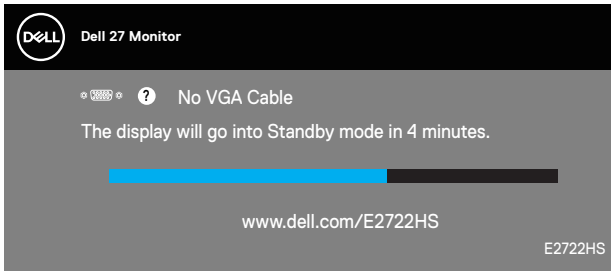 DELL
Dell 27 Monitor
? No VGA Cable
The display will go into Standby mode in 4 minutes.
www.dell.com/E2722HS
E2722HS